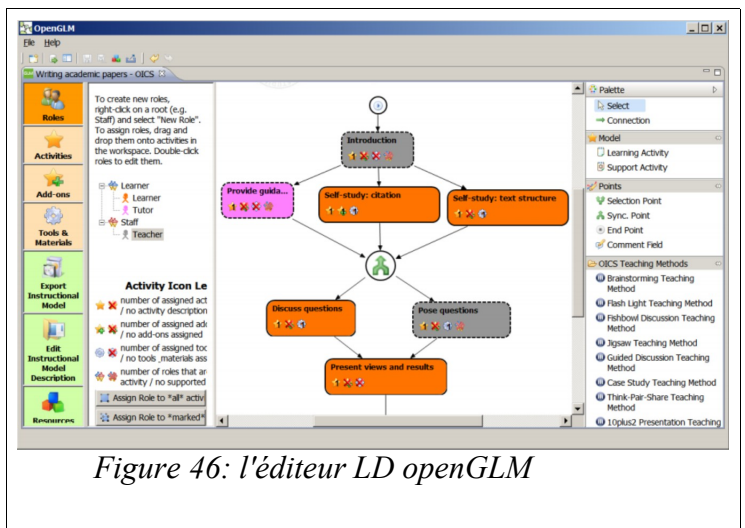 OpenGLM
File Help
Writing academic papers - OICS
Roles
Activities
Add-ons
Tools &
Materials
Export
Instructional
Model
Edit
Instructional
Model
Description
Resources
To create new roles,
right-click on a root (e.g.
Staff) and select "New Role".
To assign roles, drag and
drop them onto activities in
the workspace. Double-click
roles to edit them.
Learner
Learner
Tutor
Staff
Teacher
Activity Icon Le
number of assigned act
/ no activity description
number of assigned add
/ no add-ons assigned
number of assigned too
/ no tools _materials ass
number of roles that ar
activity / no supported
Assign Role to *all* activi
Assign Role to *marked*
Introduction
Provide guida...
Self-study: citation
Self-study: text structure
Discuss questions
Pose questions
Present views and results
Palette
Select
Connection
Model
Learning Activity
Support Activity
Points
Selection Point
Sync. Point
End Point
Comment Field
OICS Teaching Methods
Brainstorming Teaching
Method
Flash Light Teaching Method
Fishbowl Discussion Teaching
Method
Jigsaw Teaching Method
Guided Discussion Teaching
Method
Case Study Teaching Method
Think-Pair-Share Teaching
Method
10plus2 Presentation Teaching
Figure 46: l'éditeur LD openGLM